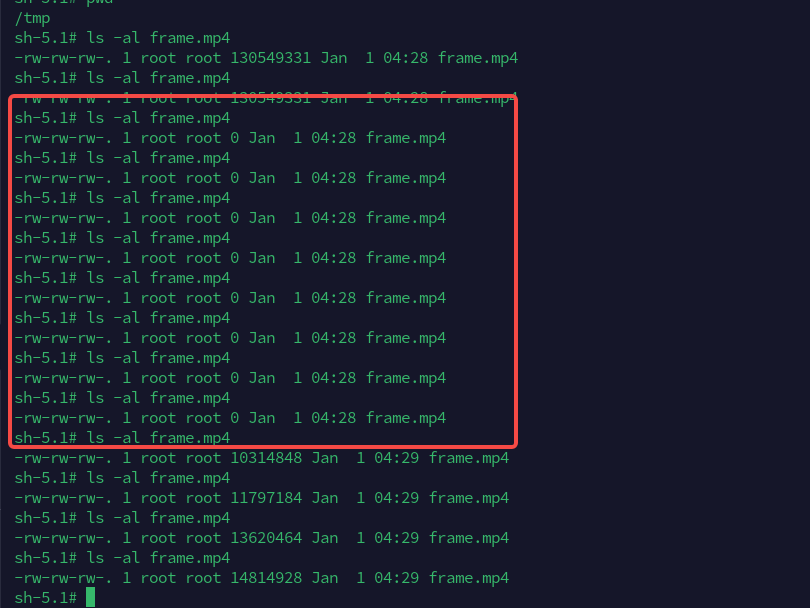 sh-5.1# pwd
/tmp
sh-5.1# ls -al frame.mp4
-rw-rw-rw-. 1 root root 130549331 Jan  1 04:28 frame.mp4
sh-5.1# ls -al frame.mp4
-rw-rw-rw-. 1 root root 130549331 Jan  1 04:28 frame.mp4
sh-5.1# ls -al frame.mp4
-rw-rw-rw-. 1 root root 0 Jan  1 04:28 frame.mp4
sh-5.1# ls -al frame.mp4
-rw-rw-rw-. 1 root root 0 Jan  1 04:28 frame.mp4
sh-5.1# ls -al frame.mp4
-rw-rw-rw-. 1 root root 0 Jan  1 04:28 frame.mp4
sh-5.1# ls -al frame.mp4
-rw-rw-rw-. 1 root root 0 Jan  1 04:28 frame.mp4
sh-5.1# ls -al frame.mp4
-rw-rw-rw-. 1 root root 0 Jan  1 04:28 frame.mp4
sh-5.1# ls -al frame.mp4
-rw-rw-rw-. 1 root root 0 Jan  1 04:28 frame.mp4
sh-5.1# ls -al frame.mp4
-rw-rw-rw-. 1 root root 0 Jan  1 04:28 frame.mp4
sh-5.1# ls -al frame.mp4
-rw-rw-rw-. 1 root root 0 Jan  1 04:28 frame.mp4
sh-5.1# ls -al frame.mp4
-rw-rw-rw-. 1 root root 10314848 Jan  1 04:29 frame.mp4
sh-5.1# ls -al frame.mp4
-rw-rw-rw-. 1 root root 11797184 Jan  1 04:29 frame.mp4
sh-5.1# ls -al frame.mp4
-rw-rw-rw-. 1 root root 13620464 Jan  1 04:29 frame.mp4
sh-5.1# ls -al frame.mp4
-rw-rw-rw-. 1 root root 14814928 Jan  1 04:29 frame.mp4
sh-5.1#